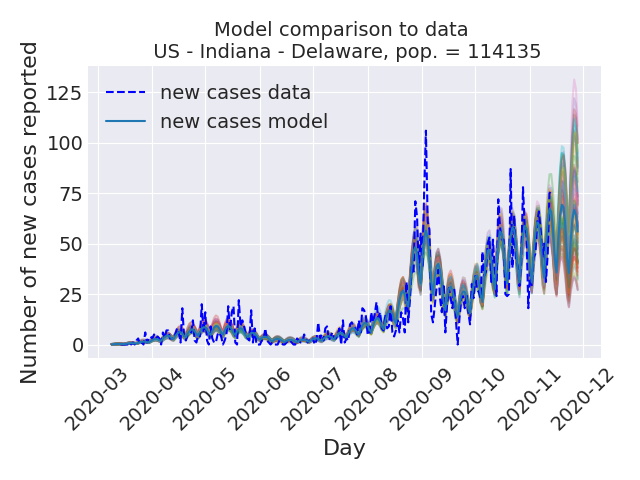 Model comparison to data
US - Indiana - Delaware, pop. = 114135
new cases data
new cases model
Number of new cases reported
125
100
75
50
25
0
2020-03
2020-04
2020-05
2020-06
2020-07
2020-08
2020-09
2020-10
2020-11
2020-12
Day